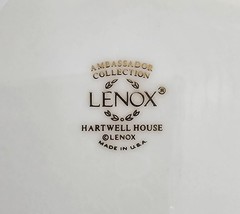 AMBASSADOR
COLLECTION
LENOX®
HARTWELL HOUSE
©LENOX
MADE IN U.S.A.